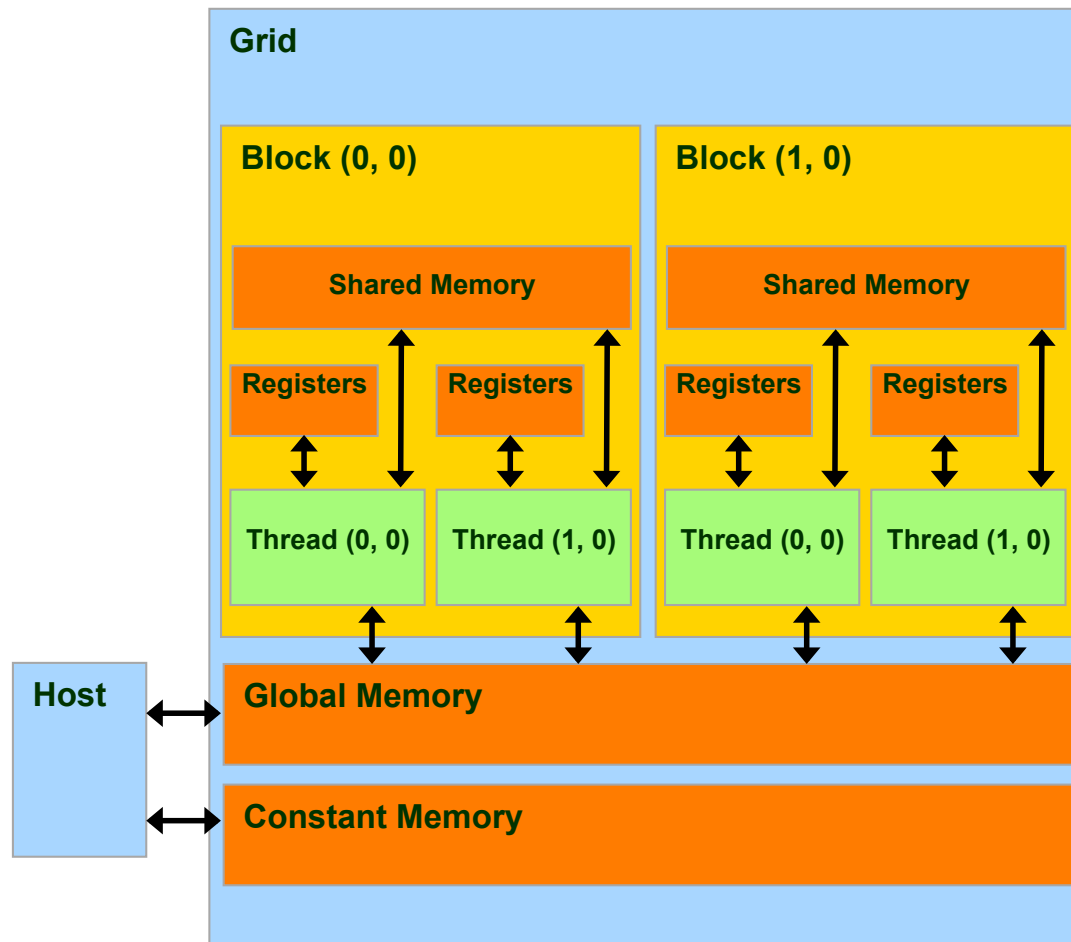 Grid
Block (0, 0)
Block (1, 0)
Shared Memory
Shared Memory
Registers
Registers
Registers
Registers
Thread (0, 0)
Thread (1, 0)
Thread (0, 0)
Thread (1, 0)
Host
Global Memory
Constant Memory